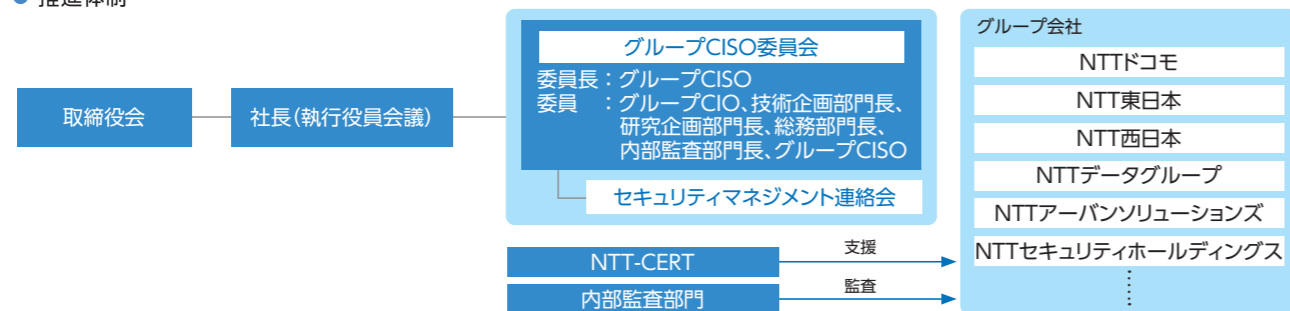 推進体制
取締役会
社長(執行役員会議)
グループCISO委員会
委員長:グループCISO
委員 :グループCIO、技術企画部門長、
研究企画部門長、総務部門長、
内部監査部門長、グループCISO
セキュリティマネジメント連絡会
NTT-CERT
支援
内部監査部門
監査
グループ会社
NTTドコモ
NTT東日本
NTT西日本
NTTデータグループ
NTTアーバンソリューションズ
NTTセキュリティホールディングス